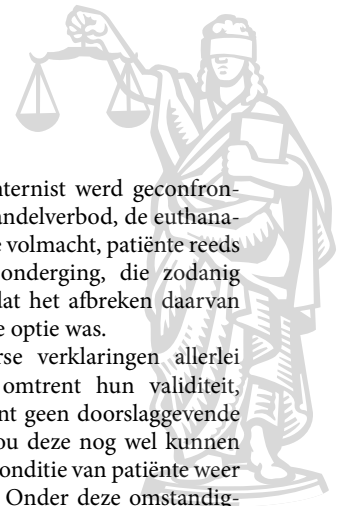 nternist werd geconfron-
andelverbod, de euthana-
e volmacht, patiënte reeds
onderging, die zodanig
lat het afbreken daarvan
e optie was.
rse verklaringen allerlei
omtrent hun validiteit,
nt geen doorslaggevende
ou deze nog wel kunnen
onditie van patiënte weer
Onder deze omstandig-